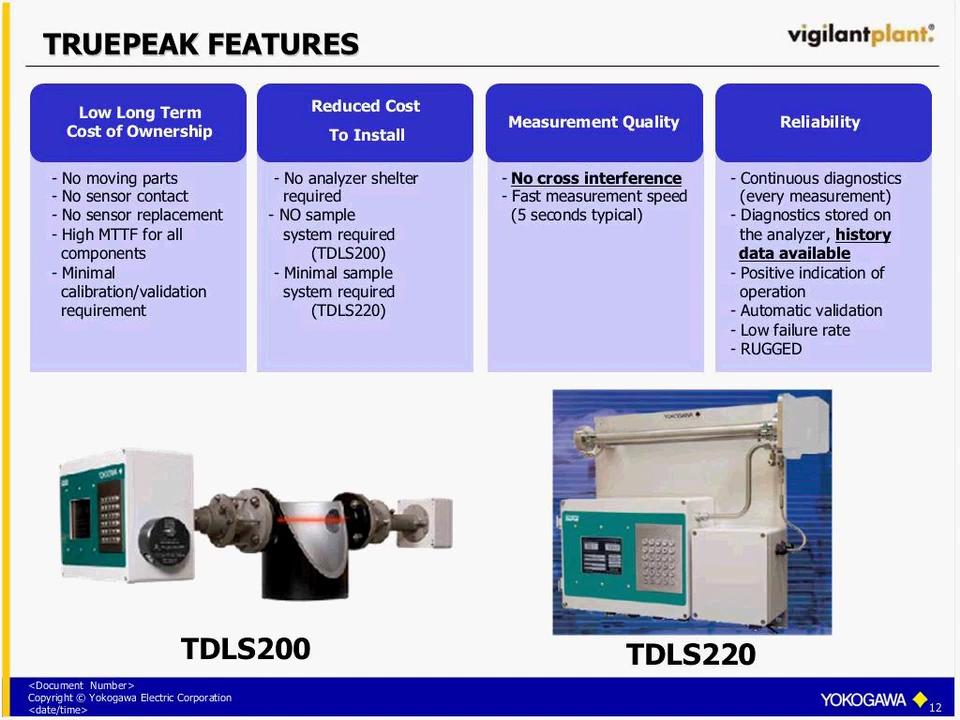 TRUEPEAK FEATURES
vigilantplant.®
Low Long Term
Cost of Ownership
- No moving parts
- No sensor contact
- No sensor replacement
- High MTTF for all
components
- Minimal
calibration/validation
requirement
Reduced Cost
To Install
- No analyzer shelter
required
- NO sample
system required
(TDLS200)
- Minimal sample
system required
(TDLS220)
Measurement Quality
- No cross interference
- Fast measurement speed
(5 seconds typical)
Reliability
- Continuous diagnostics
(every measurement)
- Diagnostics stored on
the analyzer, history
data available
- Positive indication of
operation
- Automatic validation
- Low failure rate
- RUGGED
YOKOGAWA
YOKOGAWA
TDLS200
TDLS220
<Document Number>
Copyright © Yokogawa Electric Corporation
<date/time>
YOKOGAWA
12